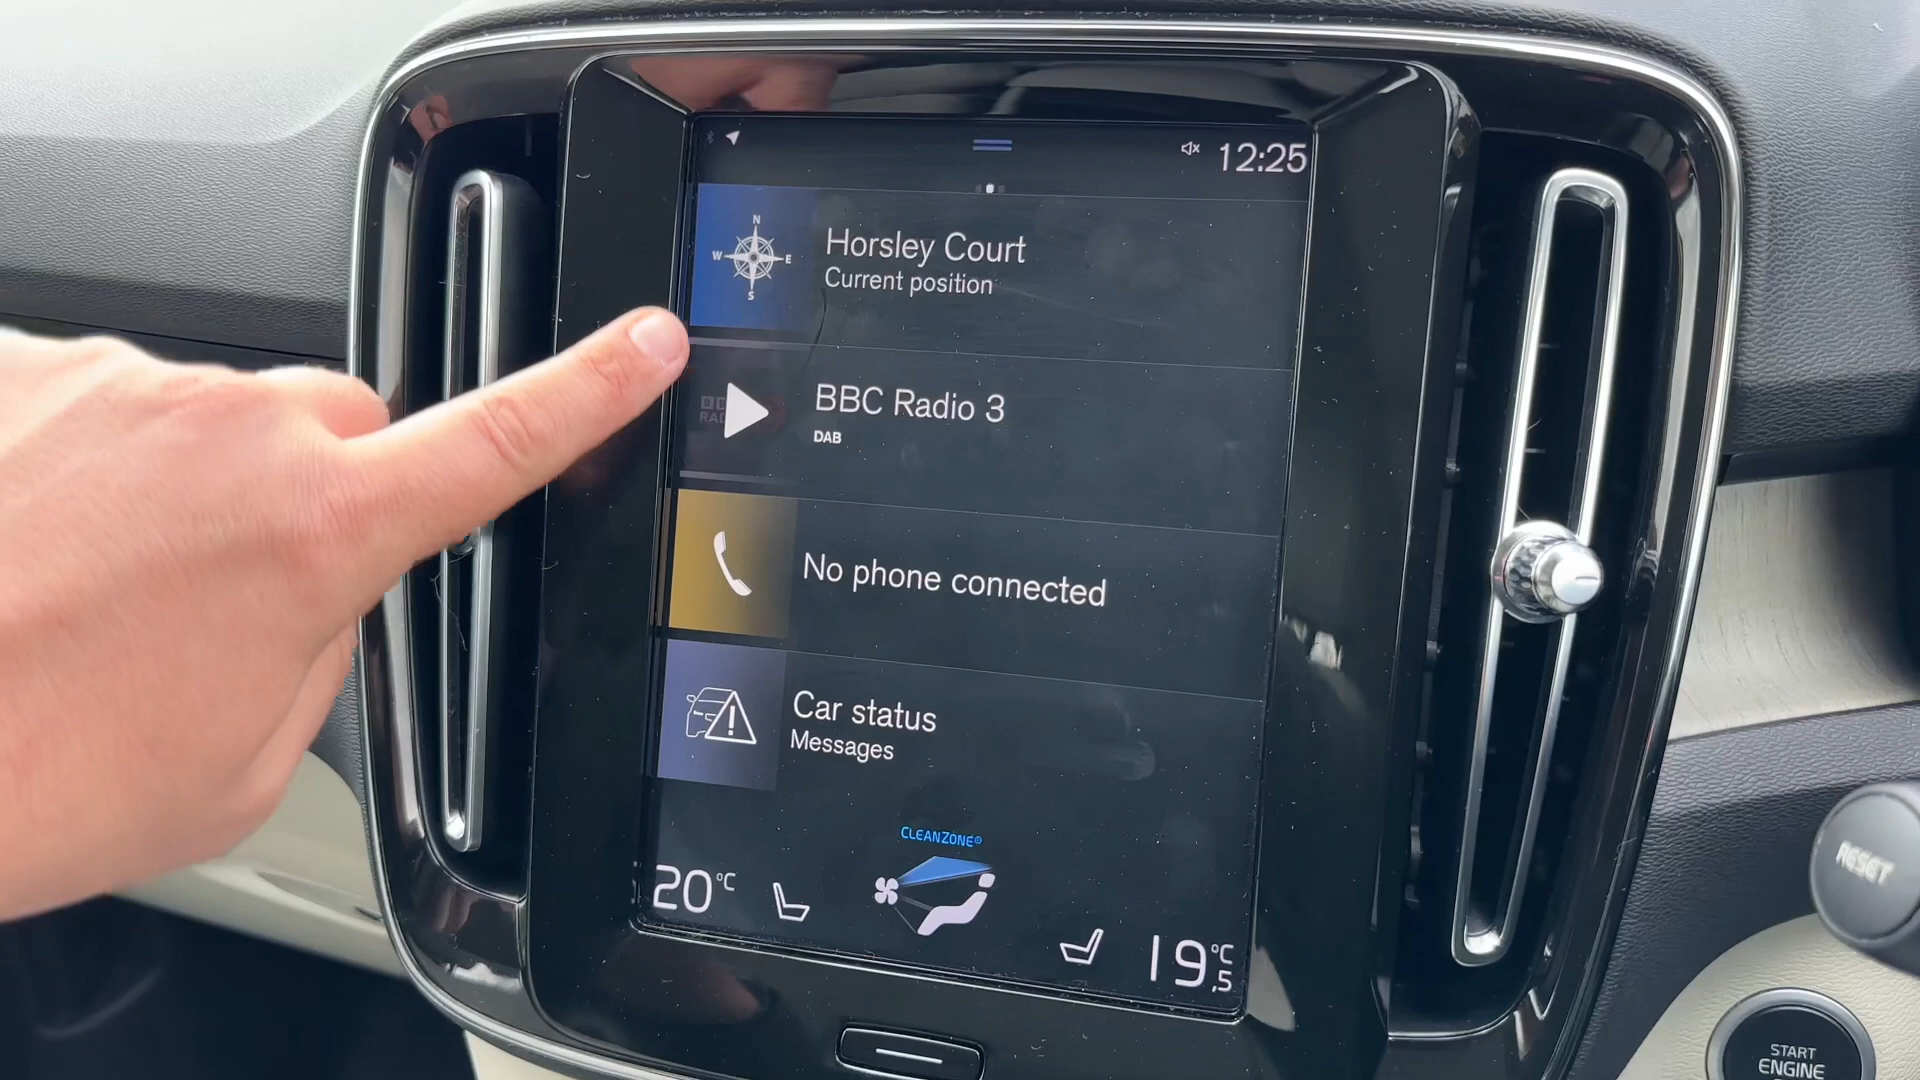 12:25
N
W E
S
Horsley Court
Current position
BBC Radio 3
DAB
No phone connected
Car status
Messages
CLEANZONE®
20°C
19,5°C
RESET
START
ENGINE